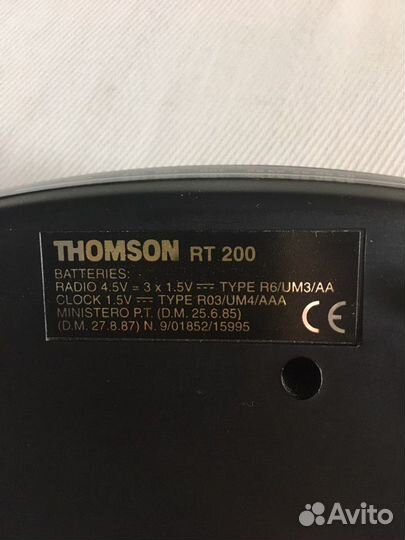 THOMSON RT 200
BATTERIES:
RADIO 4.5V = 3 x 1.5V ⎓ TYPE R6/UM3/AA
CLOCK 1.5V ⎓ TYPE R03/UM4/AAA
MINISTERO P.T. (D.M. 25.6.85)
(D.M. 27.8.87) N. 9/01852/15995
CE
Avito